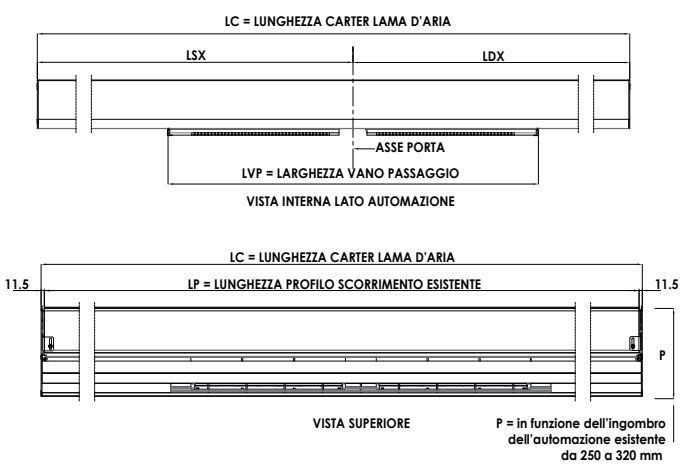 LC = LUNGHEZZA CARTER LAMA D'ARIA
LSX
LDX
ASSE PORTA
LVP = LARGHEZZA VANO PASSAGGIO
VISTA INTERNA LATO AUTOMAZIONE
LC = LUNGHEZZA CARTER LAMA D'ARIA
11.5
LP = LUNGHEZZA PROFILO SCORRIMENTO ESISTENTE
11.5
P
VISTA SUPERIORE
P = in funzione dell'ingombro
dell'automazione esistente
da 250 a 320 mm